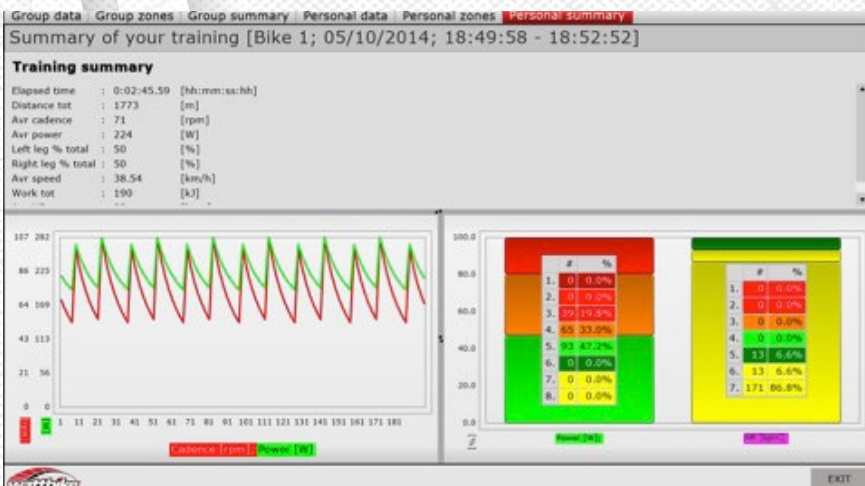 Group data Group zones Group summary Personal data Personal zones Personal summary
Summary of your training [Bike 1; 05/10/2014; 18:49:58 - 18:52:52]
Training summary
Elapsed time : 0:02:45.59 [hh:mm:ss:hh]
Distance tot : 1773 [m]
Avr cadence : 71 [rpm]
Avr power : 224 [W]
Left leg % total : 50 [%]
Right leg % total : 50 [%]
Avr speed : 38.54 [km/h]
Work tot : 190 [kJ]
107 282
86 225
64 169
43 113
21 56
0 0
[W]
1 11 21 31 41 51 61 71 81 91 101 111 121 131 141 151 161 171 181
Cadence [rpm]; Power [W]
100.0
80.0
60.0
40.0
20.0
0.0
[%]
# %
1. 0 0.0%
2. 0 0.0%
3. 39 19.8%
4. 65 33.0%
5. 93 47.2%
6. 0 0.0%
7. 0 0.0%
8. 0 0.0%
Power [W];
# %
1. 0 0.0%
2. 0 0.0%
3. 0 0.0%
4. 0 0.0%
5. 13 6.6%
6. 13 6.6%
7. 171 86.8%
EXIT